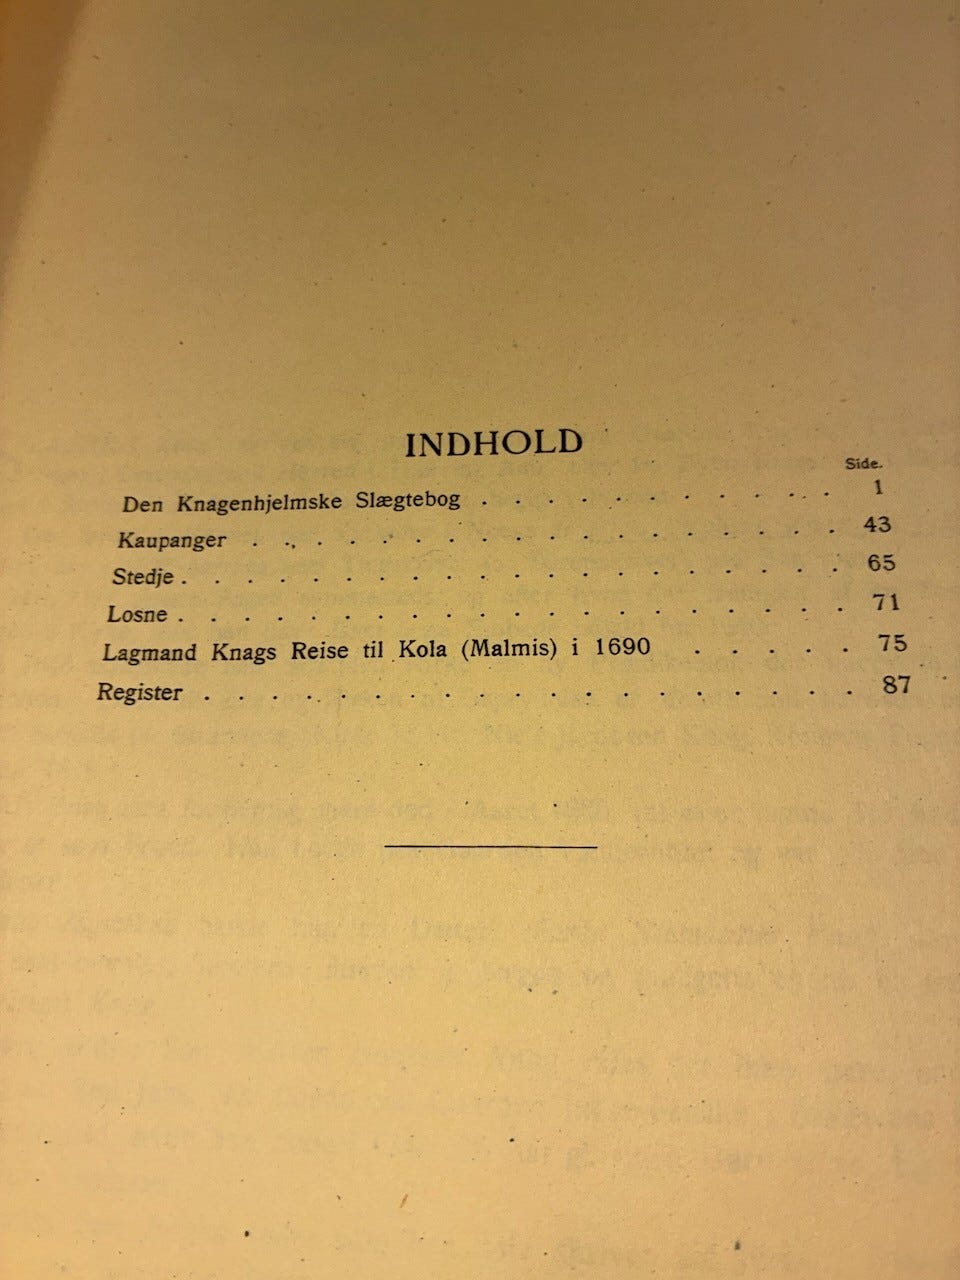 INDHOLD
Side.
Den Knagenhjelmske Slægtebog . . . . . . . . . . . 1
Kaupanger . . . . . . . . . . . . . . . . . . 43
Stedje . . . . . . . . . . . . . . . . . . . 65
Losne . . . . . . . . . . . . . . . . . . . 71
Lagmand Knags Reise til Kola (Malmis) i 1690 . . . . . 75
Register . . . . . . . . . . . . . . . . . . 87